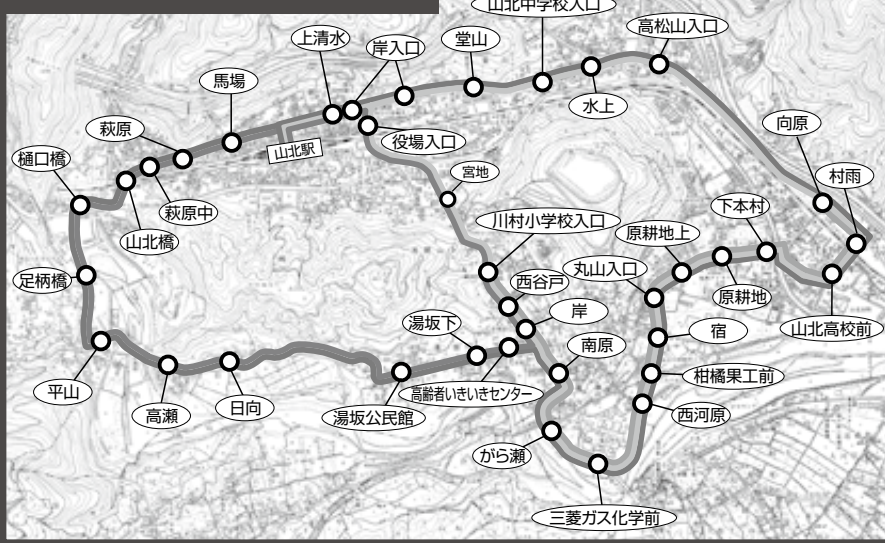 山北中学校入口
高松山入口
上清水
岸入口
堂山
馬場
水上
萩原
役場入口
向原
山北駅
樋口橋
宮地
村雨
萩原中
下本村
川村小学校入口
原耕地上
山北橋
丸山入口
足柄橋
西谷戸
原耕地
岸
湯坂下
宿
山北高校前
南原
柑橘果工前
平山
高瀬
日向
高齢者いきいきセンター
湯坂公民館
西河原
がら瀬
三菱ガス化学前